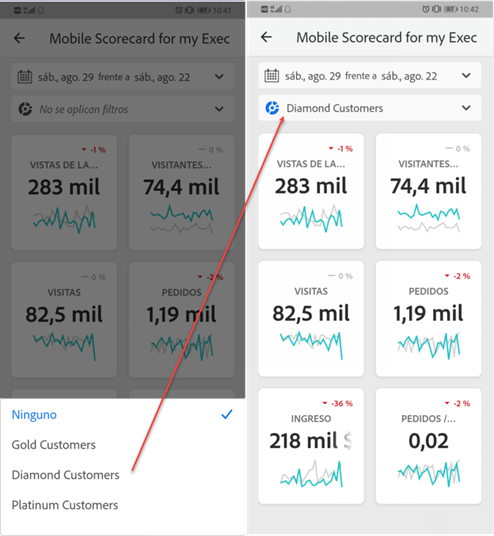 10:41
Mobile Scorecard for my Exec
sáb., ago. 29 frente a sáb., ago. 22
No se aplican filtros
-1 %
VISTAS DE LA...
283 mil
0 %
VISITANTES...
74,4 mil
0 %
VISITAS
82,5 mil
-2 %
PEDIDOS
1,19 mil
Ninguno
Gold Customers
Diamond Customers
Platinum Customers
10:42
Mobile Scorecard for my Exec
sáb., ago. 29 frente a sáb., ago. 22
Diamond Customers
-1 %
VISTAS DE LA...
283 mil
0 %
VISITANTES...
74,4 mil
0 %
VISITAS
82,5 mil
-2 %
PEDIDOS
1,19 mil
-36 %
INGRESO
218 mil $
-2 %
PEDIDOS /...
0,02